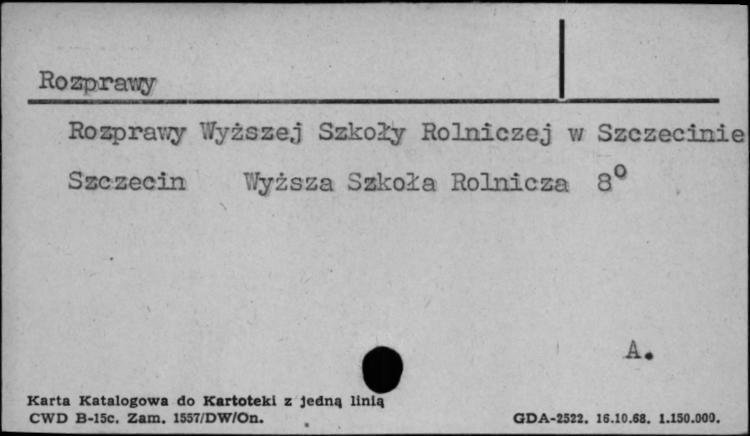 Rozprawy
Rozprawy Wyższej Szkoły Rolniczej w Szczecinie
Szczecin Wyższa Szkoła Rolnicza 8°
A.
Karta Katalogowa do Kartoteki z jedną linią
CWD B-15c. Zam. 1557/DW/On.
GDA-2522. 16.10.68. 1.150.000.